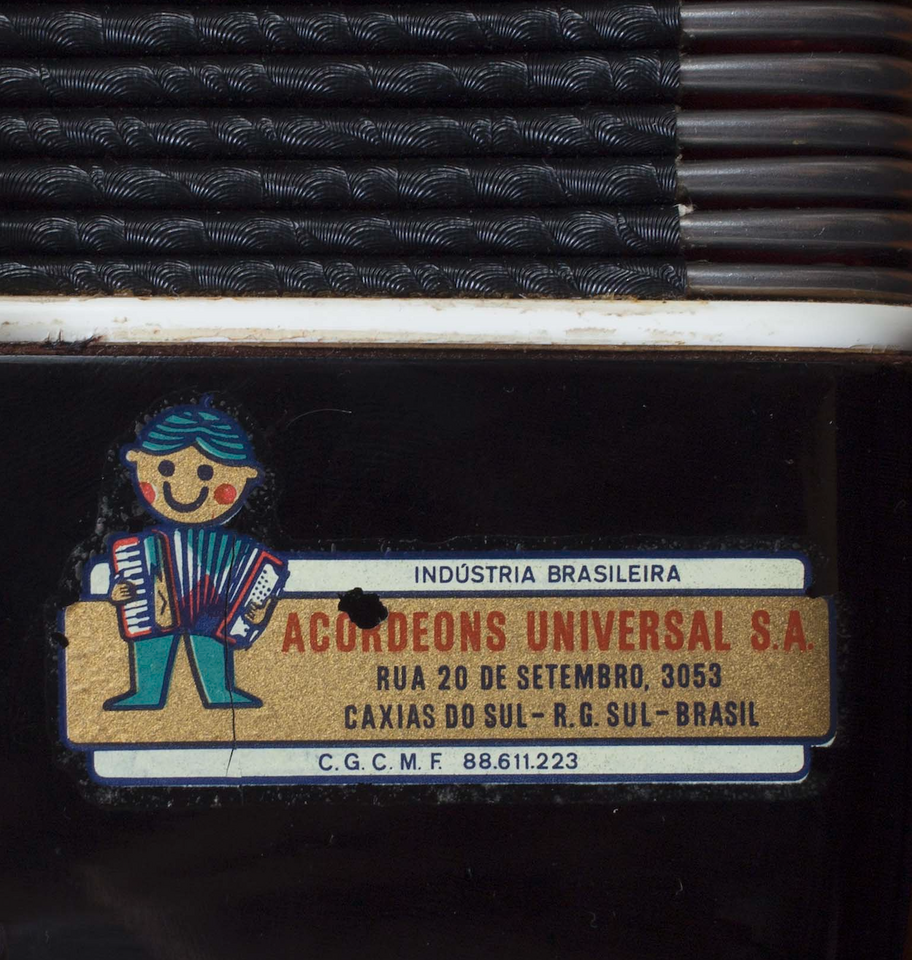 INDÚSTRIA BRASILEIRA
ACORDEONS UNIVERSAL S.A.
RUA 20 DE SETEMBRO, 3053
CAXIAS DO SUL - R.G. SUL - BRASIL
C.G.C.M.F. 88.611.223